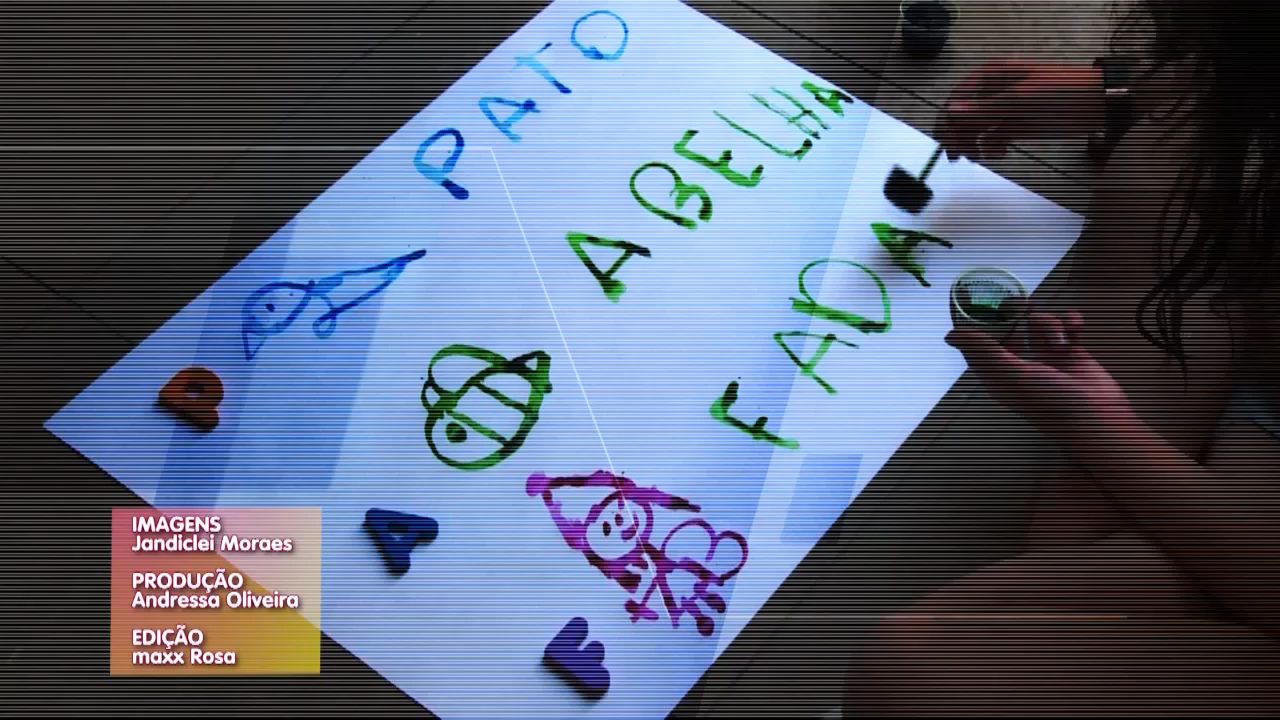 PATO
ABELHA
FADA
P
A
F
IMAGENS
Jandiclei Moraes
PRODUÇÃO
Andressa Oliveira
EDIÇÃO
maxx Rosa